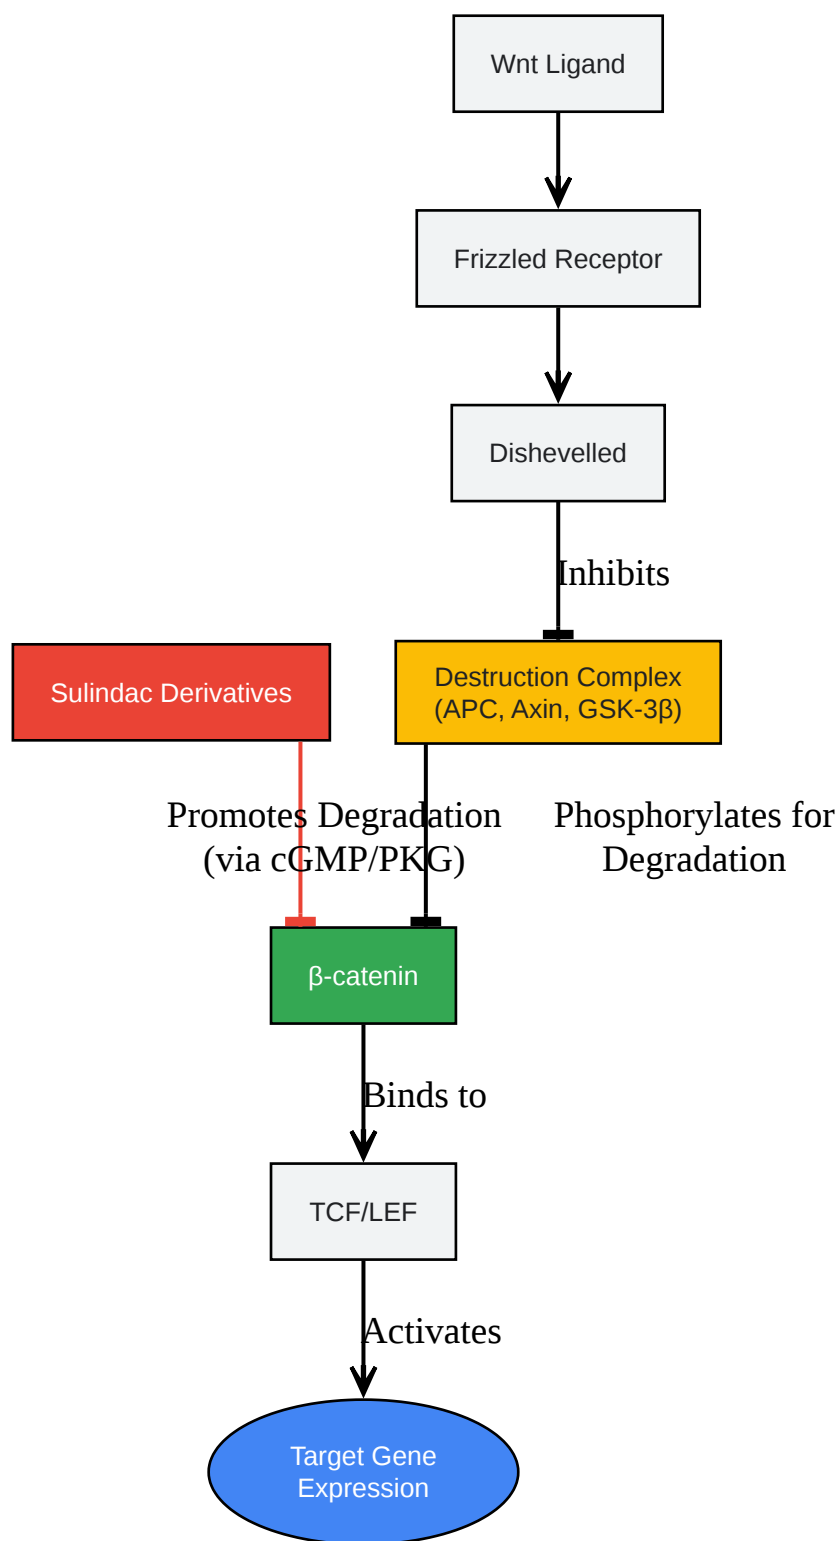 Wnt Ligand
Frizzled Receptor
Dishevelled
Inhibits
Sulindac Derivatives
Destruction Complex
(APC, Axin, GSK-3β)
Promotes Degradation
(via cGMP/PKG)
Phosphorylates for
Degradation
β-catenin
Binds to
TCF/LEF
Activates
Target Gene
Expression